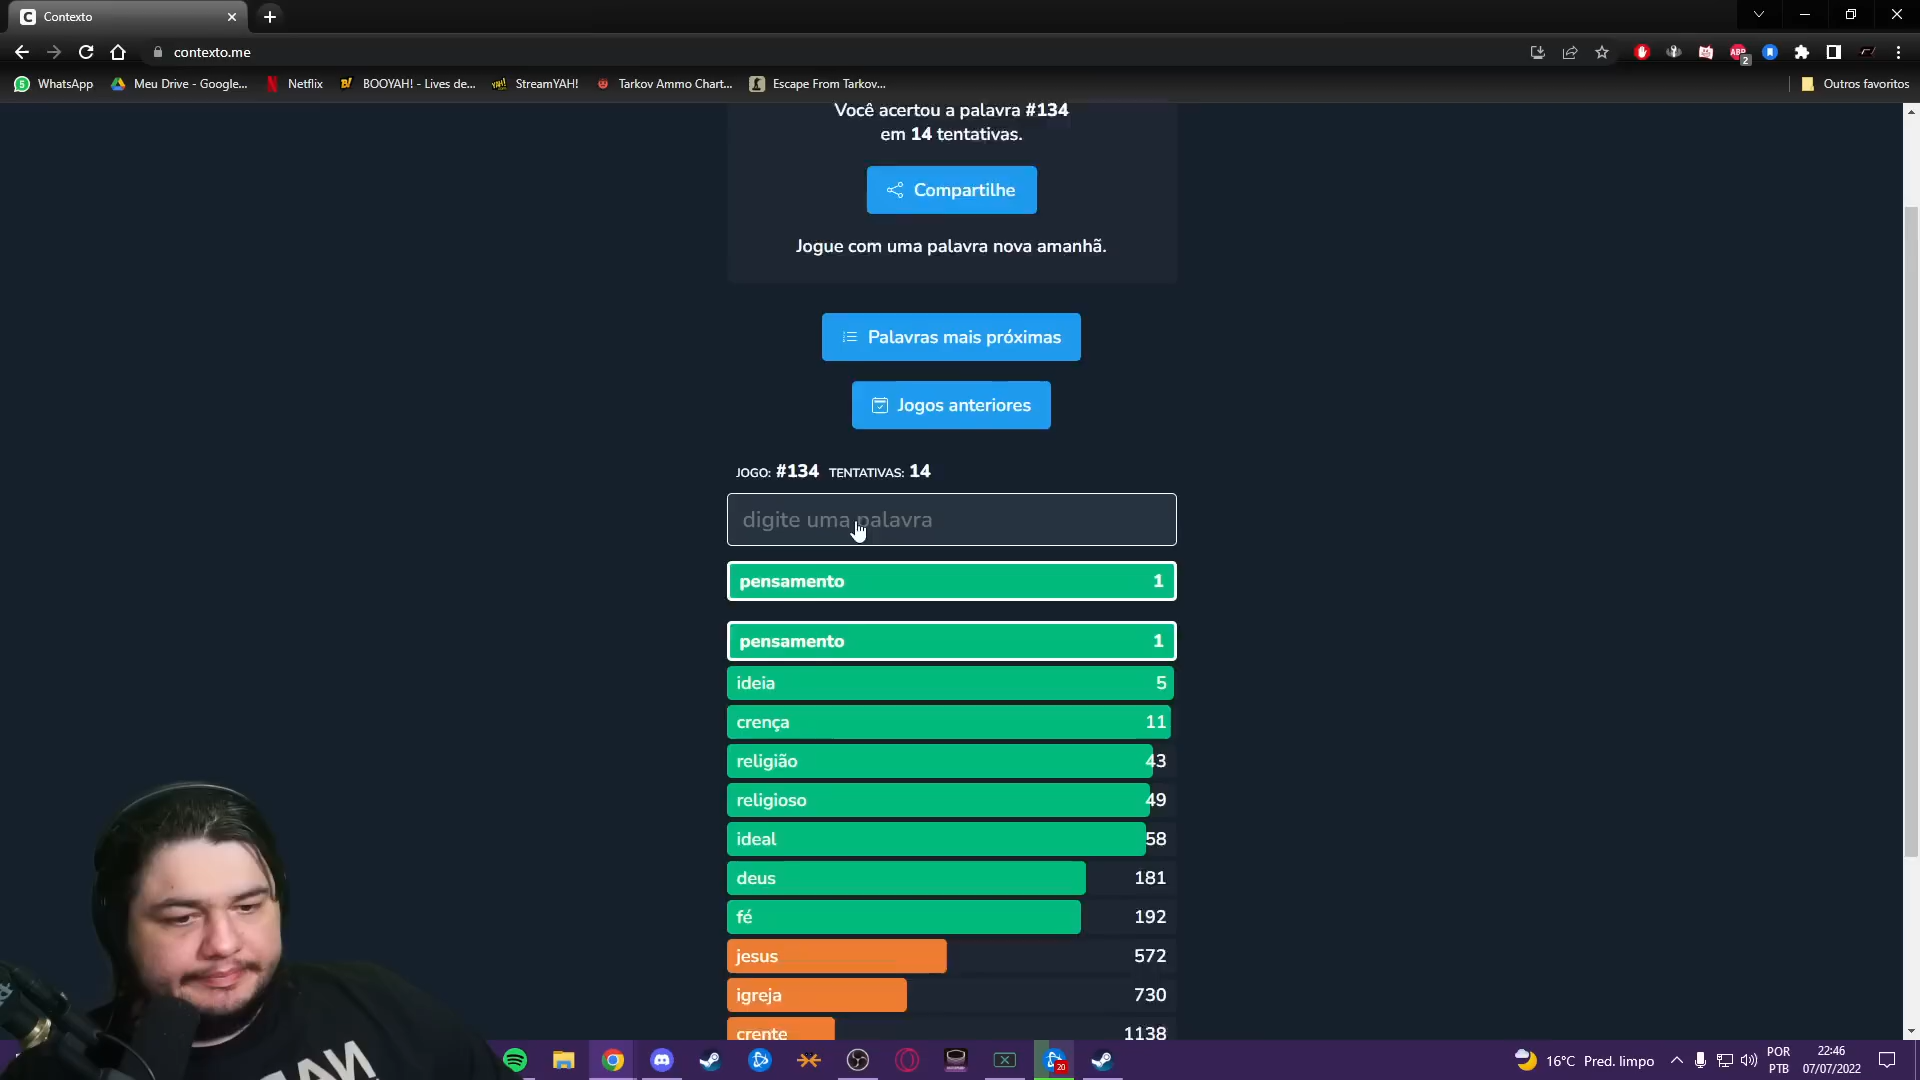 Contexto
contexto.me
2
WhatsApp
Meu Drive - Google...
Netflix
BOOYAH! - Lives de...
StreamYAH!
Tarkov Ammo Chart...
Escape From Tarkov...
Outros favoritos
Você acertou a palavra #134
em 14 tentativas.
Compartilhe
Jogue com uma palavra nova amanhã.
Palavras mais próximas
Jogos anteriores
JOGO: #134 TENTATIVAS: 14
digite uma palavra
pensamento 1
pensamento 1
ideia 5
crença 11
religião 43
religioso 49
ideal 58
deus 181
fé 192
jesus 572
igreja 730
crente 1138
20
16°C Pred. limpo
POR
PTB
22:46
07/07/2022